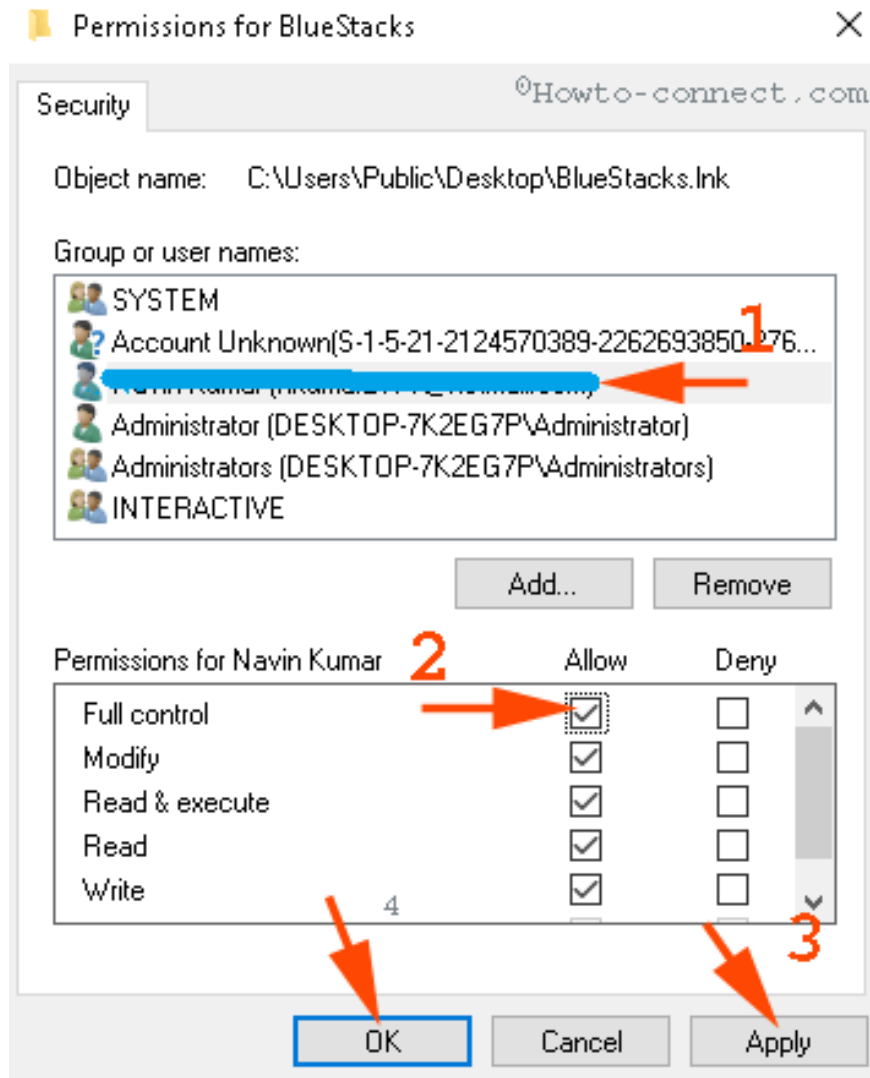 Permissions for BlueStacks
©Howto-connect.com
Security
Object name: C:\Users\Public\Desktop\BlueStacks.lnk
Group or user names:
SYSTEM
1
Account Unknown(S-1-5-21-2124570389-2262693850-276...
Administrator (DESKTOP-7K2EG7P\Administrator)
Administrators (DESKTOP-7K2EG7P\Administrators)
INTERACTIVE
Add... Remove
Permissions for Navin Kumar 2 Allow Deny
Full control
Modify
Read & execute
Read
Write
4
3
OK Cancel Apply